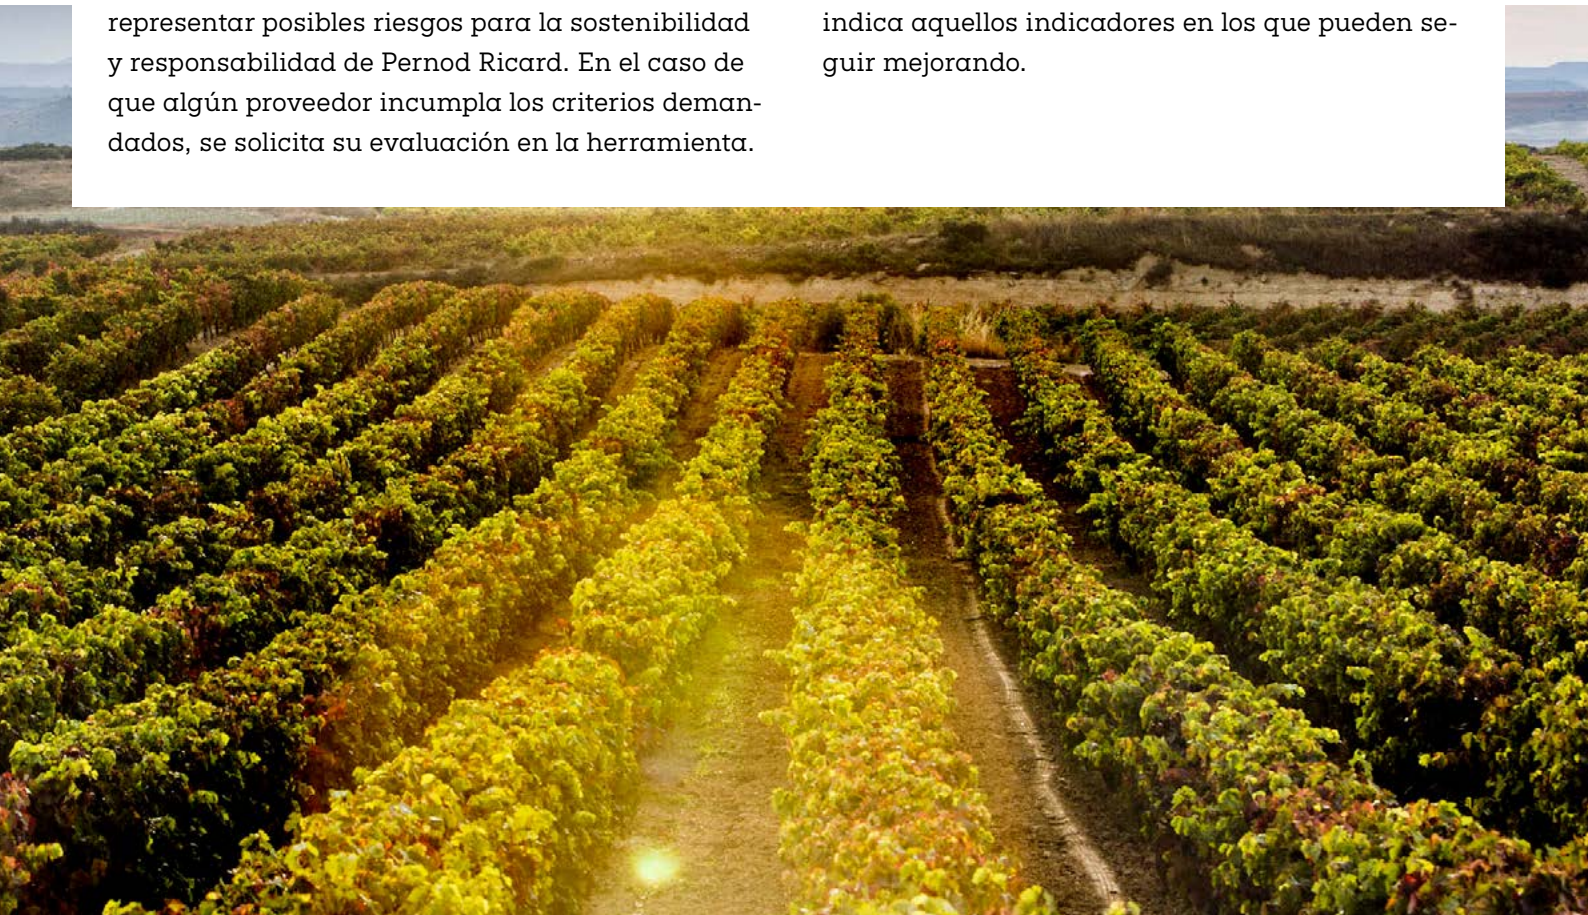 representar posibles riesgos para la sostenibilidad
y responsabilidad de Pernod Ricard. En el caso de
que algún proveedor incumpla los criterios deman-
dados, se solicita su evaluación en la herramienta.
indica aquellos indicadores en los que pueden se-
guir mejorando.